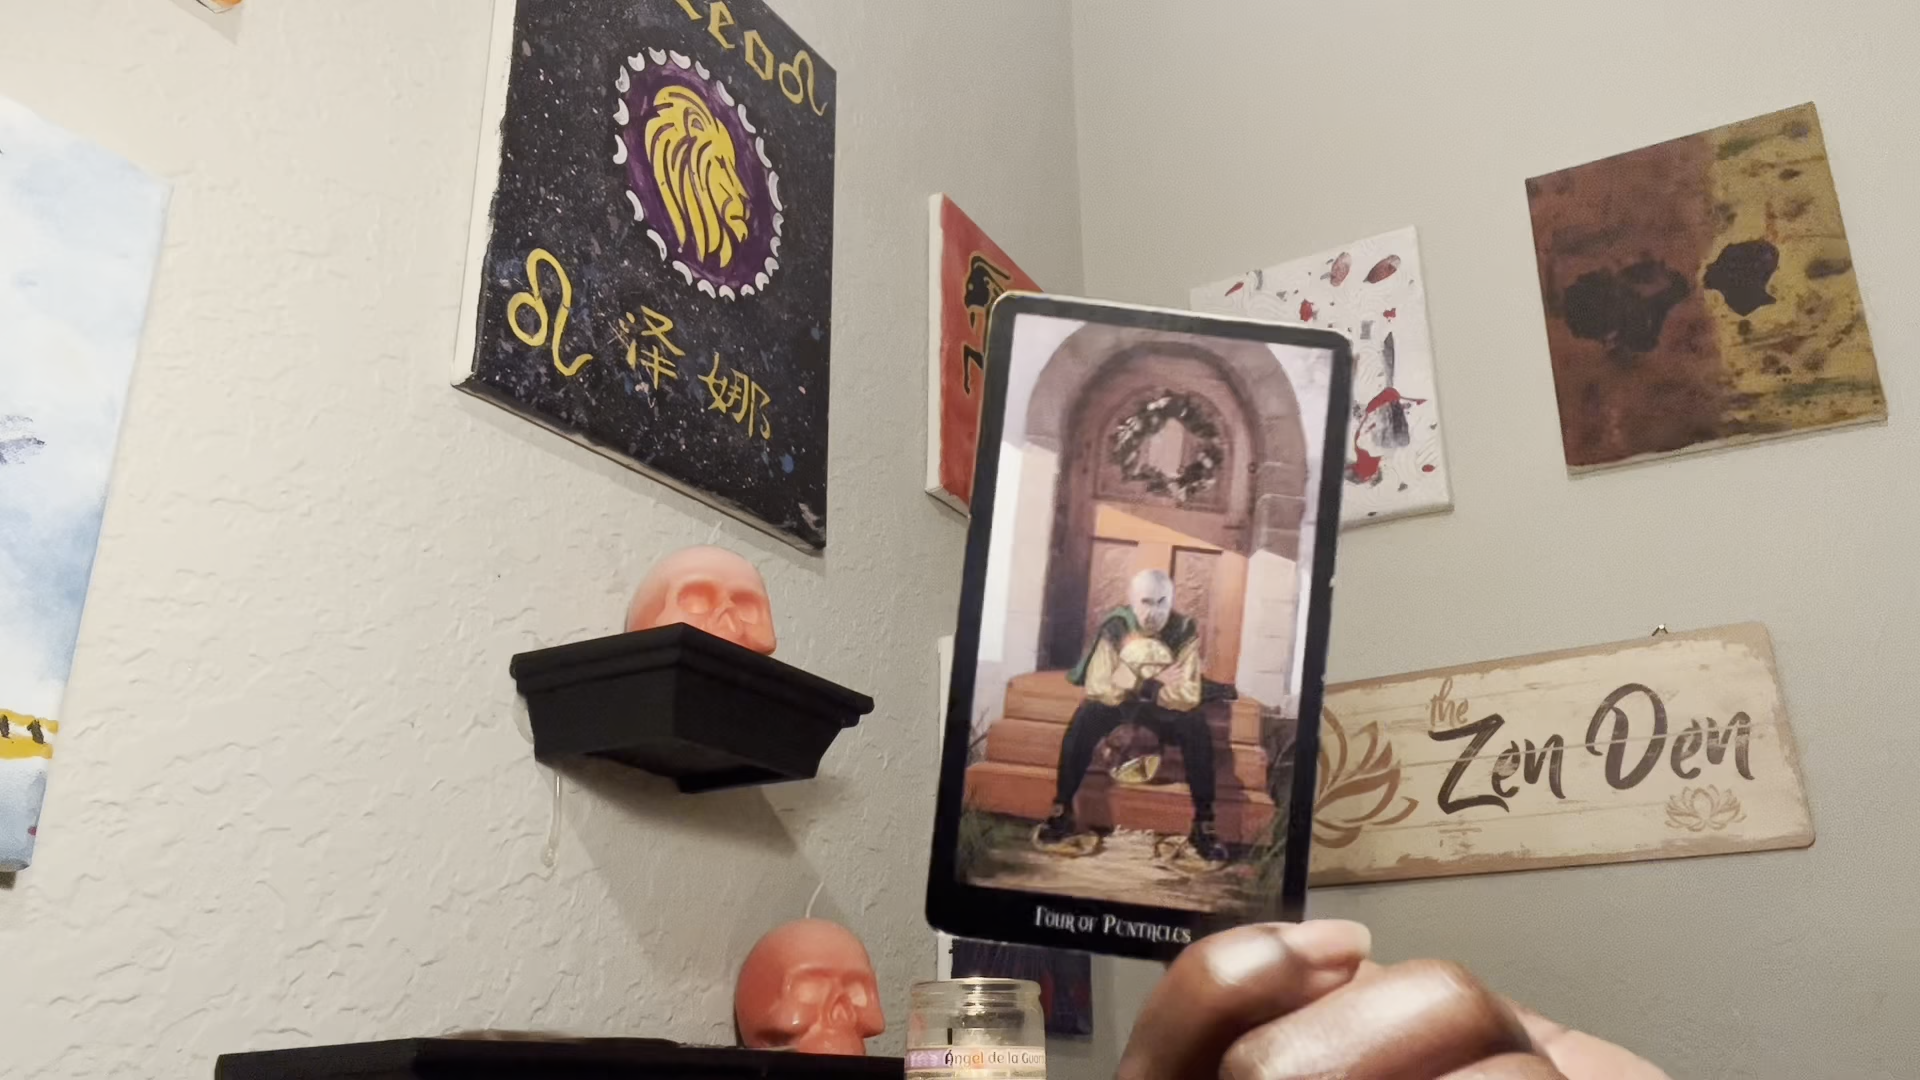 Leo♌
♌
泽娜
FOUR OF PENTACLES
the
Zen Den
Ángel de la Guar